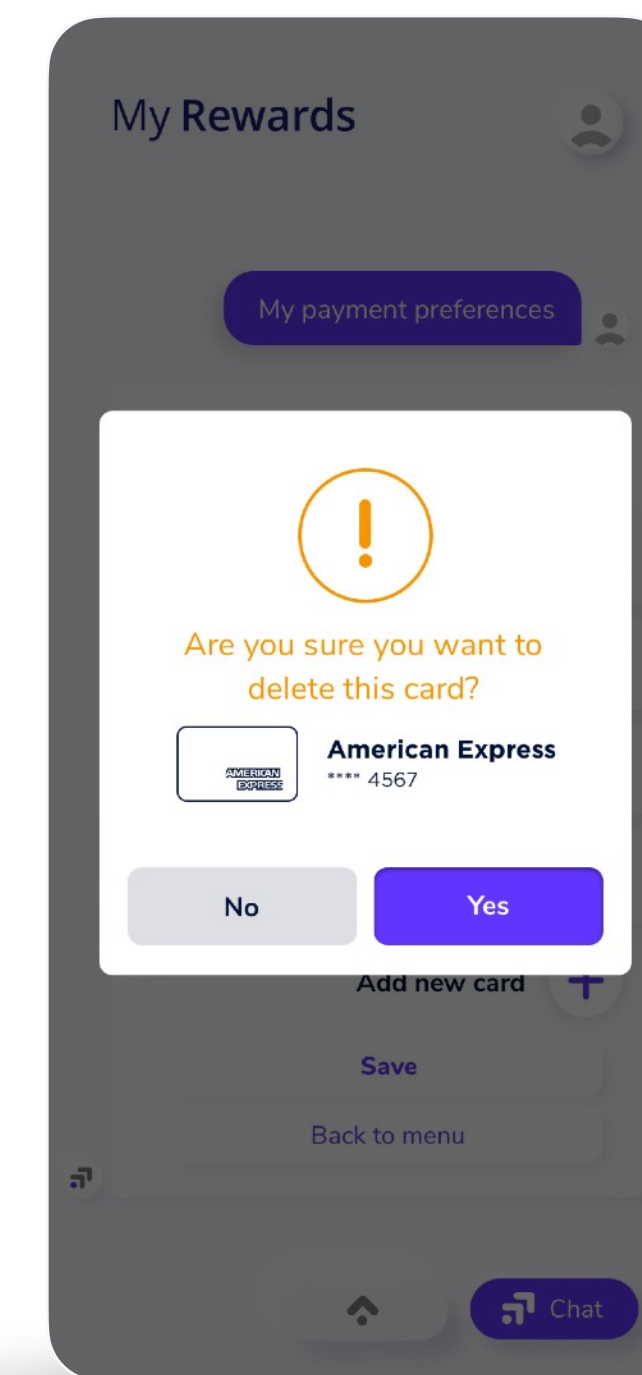 My Rewards
My payment preferences
Are you sure you want to
delete this card?
AMERICAN
EXPRESS
American Express
**** 4567
No
Yes
Add new card
Save
Back to menu
Chat